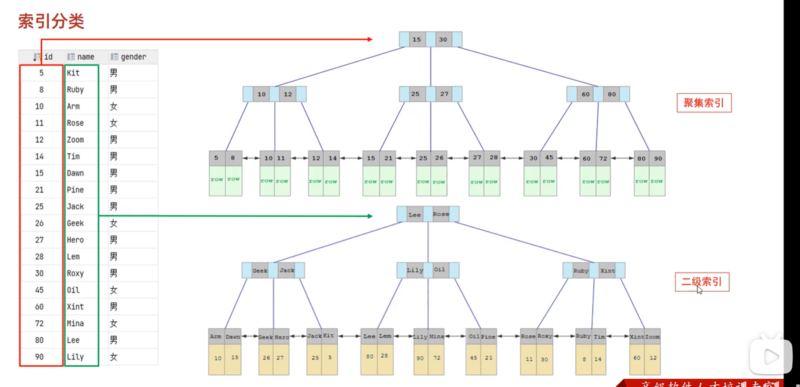 索引分类
id name gender
5 Kit 男
8 Ruby 男
10 Arm 女
11 Rose 女
12 Zoom 男
14 Tim 男
15 Dawn 男
21 Pine 男
25 Jack 男
26 Geek 女
27 Hero 男
28 Lem 男
30 Roxy 男
45 Oil 女
60 Xint 男
72 Mina 女
80 Lee 男
90 Lily 女
15 30
10 12 25 27 60 80
聚集索引
5 8 10 11 12 14 15 21 25 26 27 28 30 45 60 72 80 90
row row row row row row row row row row row row row row row row row row
Lee Rose
Geek Jack Lily Oil Ruby Xint
二级索引
Arm Dawn Geek Hero Jack Kit Lee Lem Lily Mina Oil Pine Rose Roxy Ruby Tim Xint Zoom
10 15 26 27 25 5 80 28 90 72 45 21 11 30 8 14 60 12
高级软件人才培